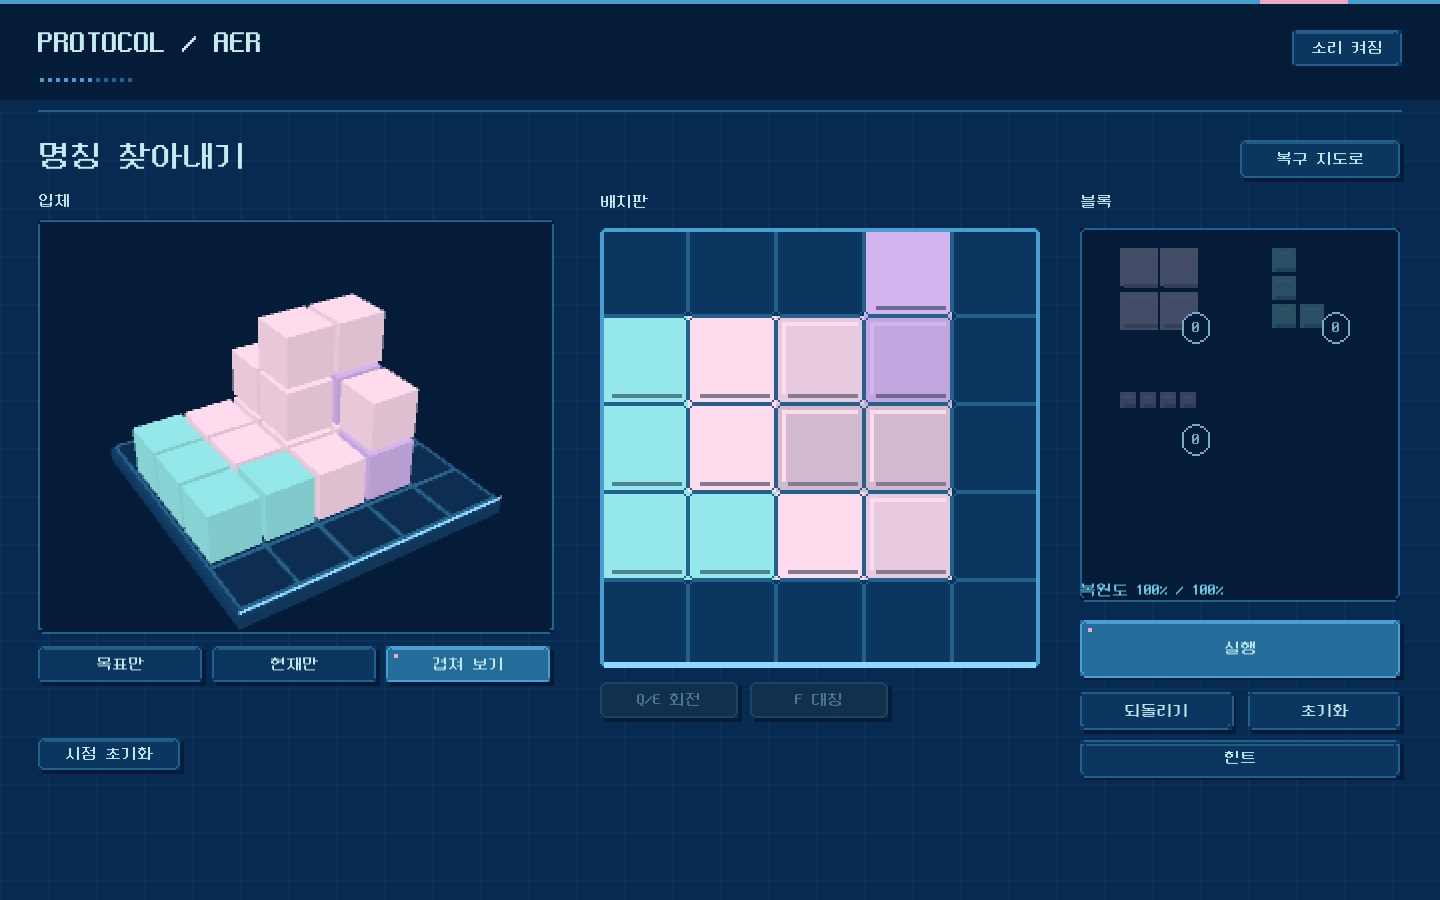 PROTOCOL / AER
소리 켜짐
명칭 찾아내기
복구 지도로
입체
배치판
블록
0
0
0
복원도 100% / 100%
실행
목표만
현재만
겹쳐 보기
Q/E 회전
F 대칭
되돌리기
초기화
시점 초기화
힌트